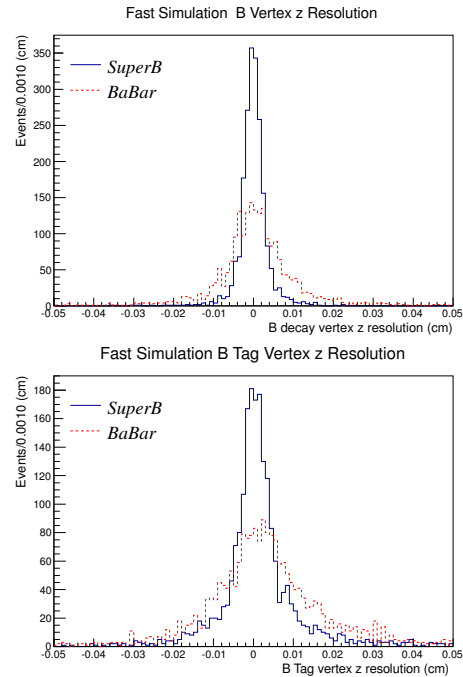 Fast Simulation B Vertex z Resolution
Events/0.0010 (cm)
350
300
250
200
150
100
50
0
SuperB
BaBar
-0.05 -0.04 -0.03 -0.02 -0.01 0 0.01 0.02 0.03 0.04 0.05
B decay vertex z resolution (cm)
Fast Simulation B Tag Vertex z Resolution
Events/0.0010 (cm)
180
160
140
120
100
80
60
40
20
0
SuperB
BaBar
-0.05 -0.04 -0.03 -0.02 -0.01 0 0.01 0.02 0.03 0.04 0.05
B Tag vertex z resolution (cm)